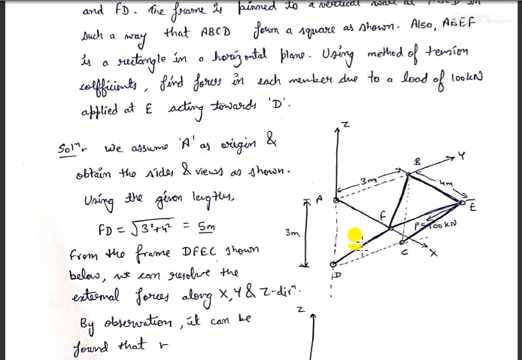 and FD. The frame is pinned to a vertical wall at
such a way that ABCD form a square as shown. Also, ABEF
is a rectangle in a horizontal plane. Using method of tension
coefficients, find forces in each member due to a load of 100kN
applied at E acting towards 'D'.
Solⁿ:- We assume 'A' as origin &
obtain the sides & views as shown.
Using the given lengths,
FD = √3²+4² = 5m
From the frame DFEC shown
below, we can resolve the
external forces along X, Y & Z-dirⁿ.
By observation, it can be
found that
Z
B
Y
3m
4m
A
E
F
P=100kN
3m
C
X
D
Z